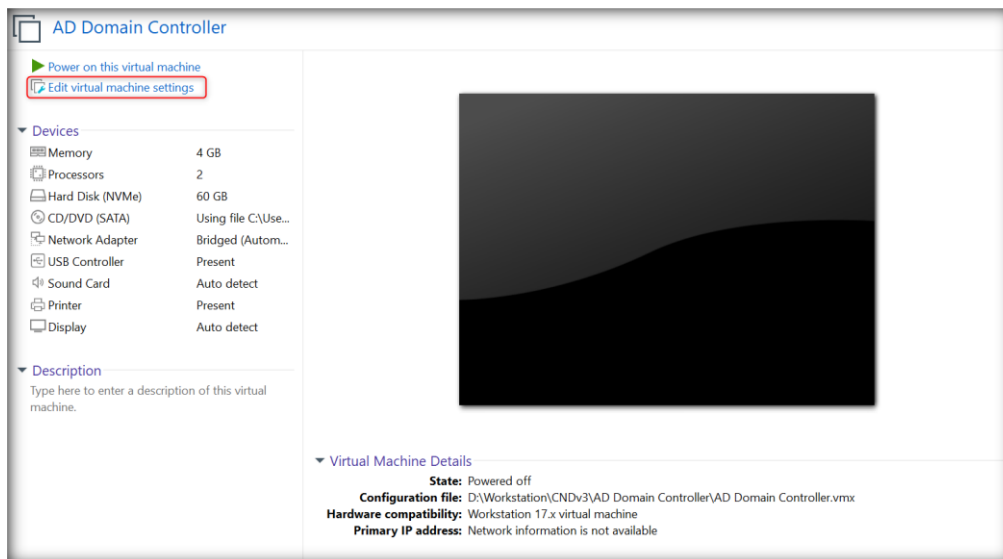 AD Domain Controller
Power on this virtual machine
Edit virtual machine settings
Devices
Memory 4 GB
Processors 2
Hard Disk (NVMe) 60 GB
CD/DVD (SATA) Using file C:\Use...
Network Adapter Bridged (Autom...
USB Controller Present
Sound Card Auto detect
Printer Present
Display Auto detect
Description
Type here to enter a description of this virtual
machine.
Virtual Machine Details
State: Powered off
Configuration file: D:\Workstation\CNDv3\AD Domain Controller\AD Domain Controller.vmx
Hardware compatibility: Workstation 17.x virtual machine
Primary IP address: Network information is not available